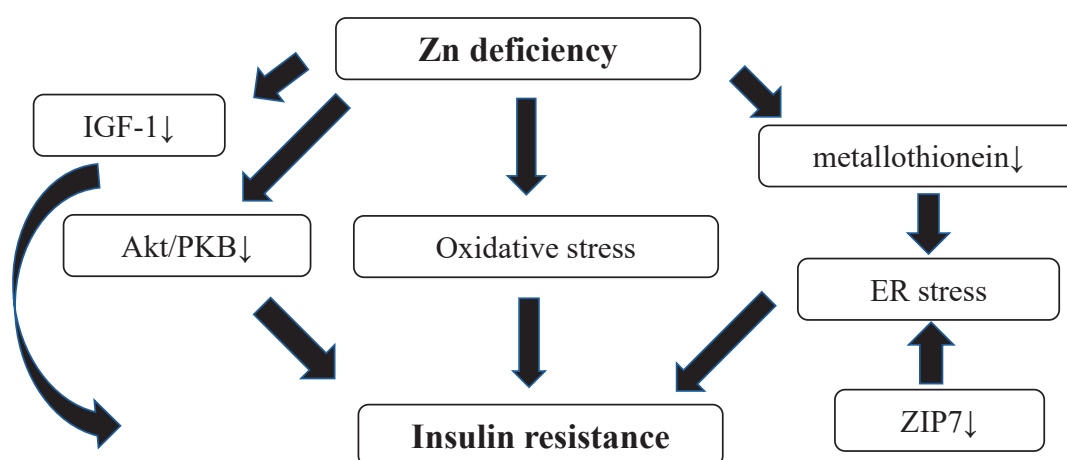 Zn deficiency
IGF-1↓
metallothionein↓
Akt/PKB↓
Oxidative stress
ER stress
Insulin resistance
ZIP7↓